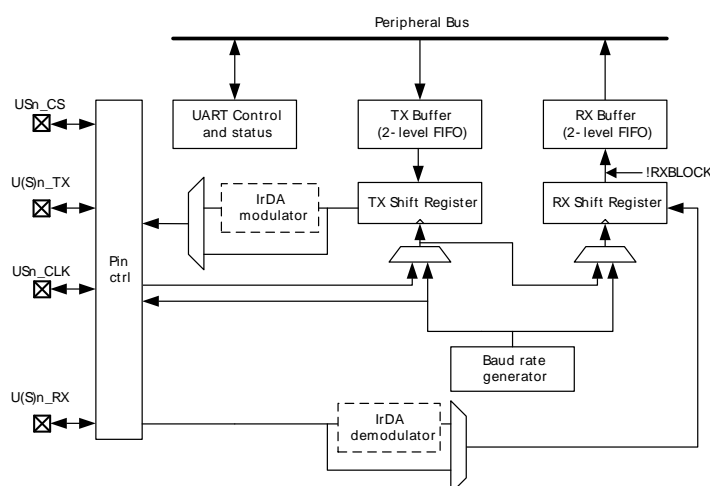 Peripheral Bus
USn_CS
UART Control
and status
TX Buffer
(2- level FIFO)
RX Buffer
(2- level FIFO)
!RXBLOCK
U(S)n_TX
IrDA
modulator
TX Shift Register
RX Shift Register
Pin
ctrl
USn_CLK
Baud rate
generator
U(S)n_RX
IrDA
demodulator